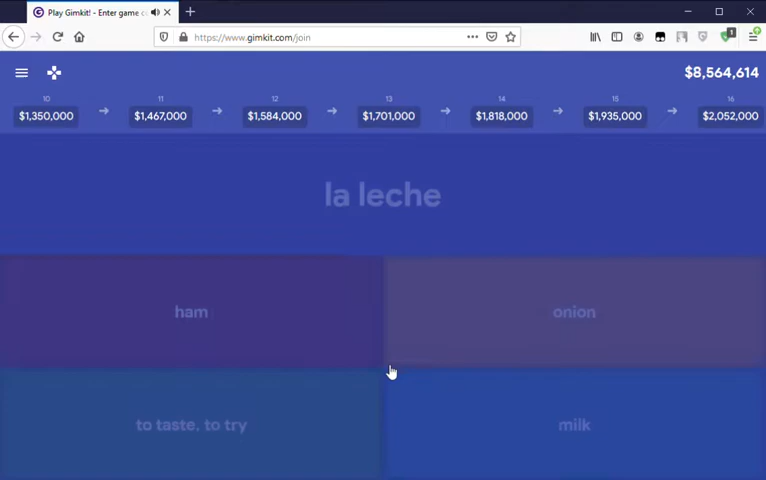 Play Gimkit! - Enter game c
https://www.gimkit.com/join
1
$8,564,614
10 11 12 13 14 15 16
$1,350,000 → $1,467,000 → $1,584,000 → $1,701,000 → $1,818,000 → $1,935,000 → $2,052,000
la leche
ham onion
to taste, to try milk